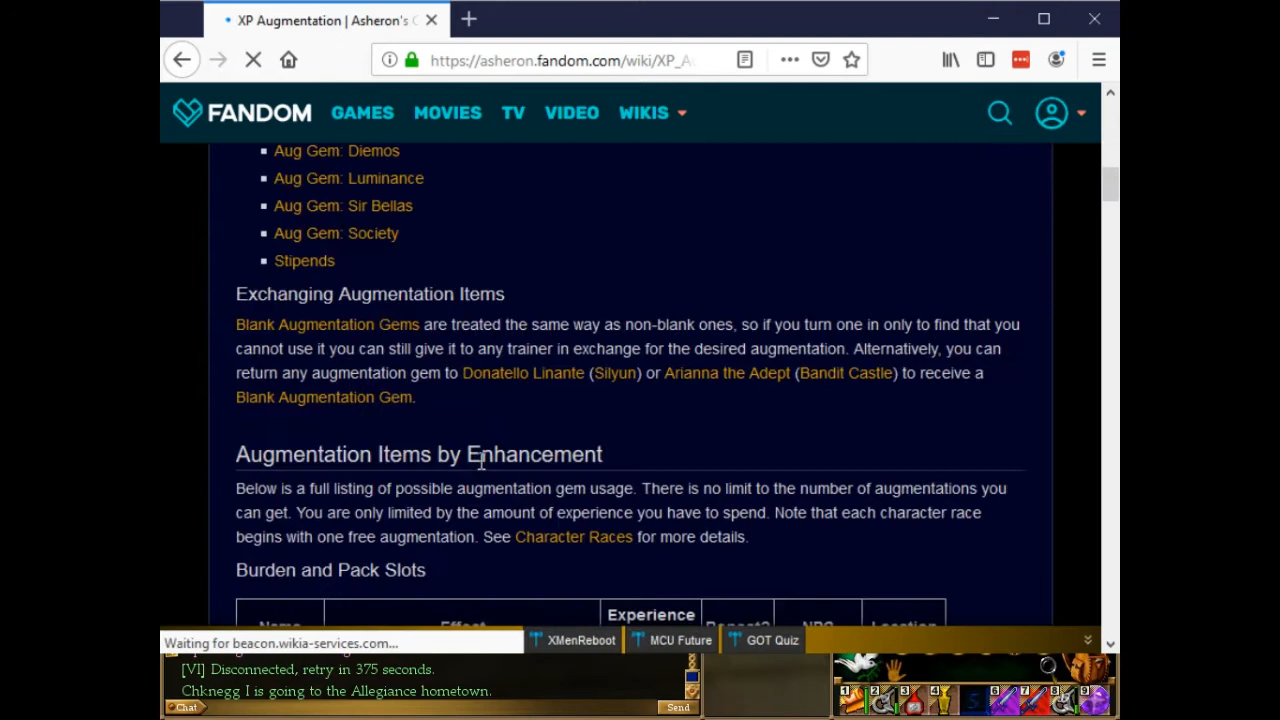 XP Augmentation | Asheron's
https://asheron.fandom.com/wiki/XP_A
FANDOM GAMES MOVIES TV VIDEO WIKIS
Aug Gem: Diemos
Aug Gem: Luminance
Aug Gem: Sir Bellas
Aug Gem: Society
Stipends
Exchanging Augmentation Items
Blank Augmentation Gems are treated the same way as non-blank ones, so if you turn one in only to find that you
cannot use it you can still give it to any trainer in exchange for the desired augmentation. Alternatively, you can
return any augmentation gem to Donatello Linante (Silyun) or Arianna the Adept (Bandit Castle) to receive a
Blank Augmentation Gem.
Augmentation Items by Enhancement
Below is a full listing of possible augmentation gem usage. There is no limit to the number of augmentations you
can get. You are only limited by the amount of experience you have to spend. Note that each character race
begins with one free augmentation. See Character Races for more details.
Burden and Pack Slots
Experience
Name Effect Repeat? NPC Location
Waiting for beacon.wikia-services.com... XMenReboot MCU Future GOT Quiz
[VI] Disconnected, retry in 375 seconds.
Chknegg I is going to the Allegiance hometown.
1 2 3 4 6 7 8 9
Chat Send